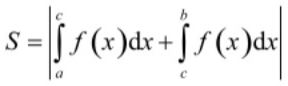 S = |∫_a^c f(x)dx + ∫_c^b f(x)dx|